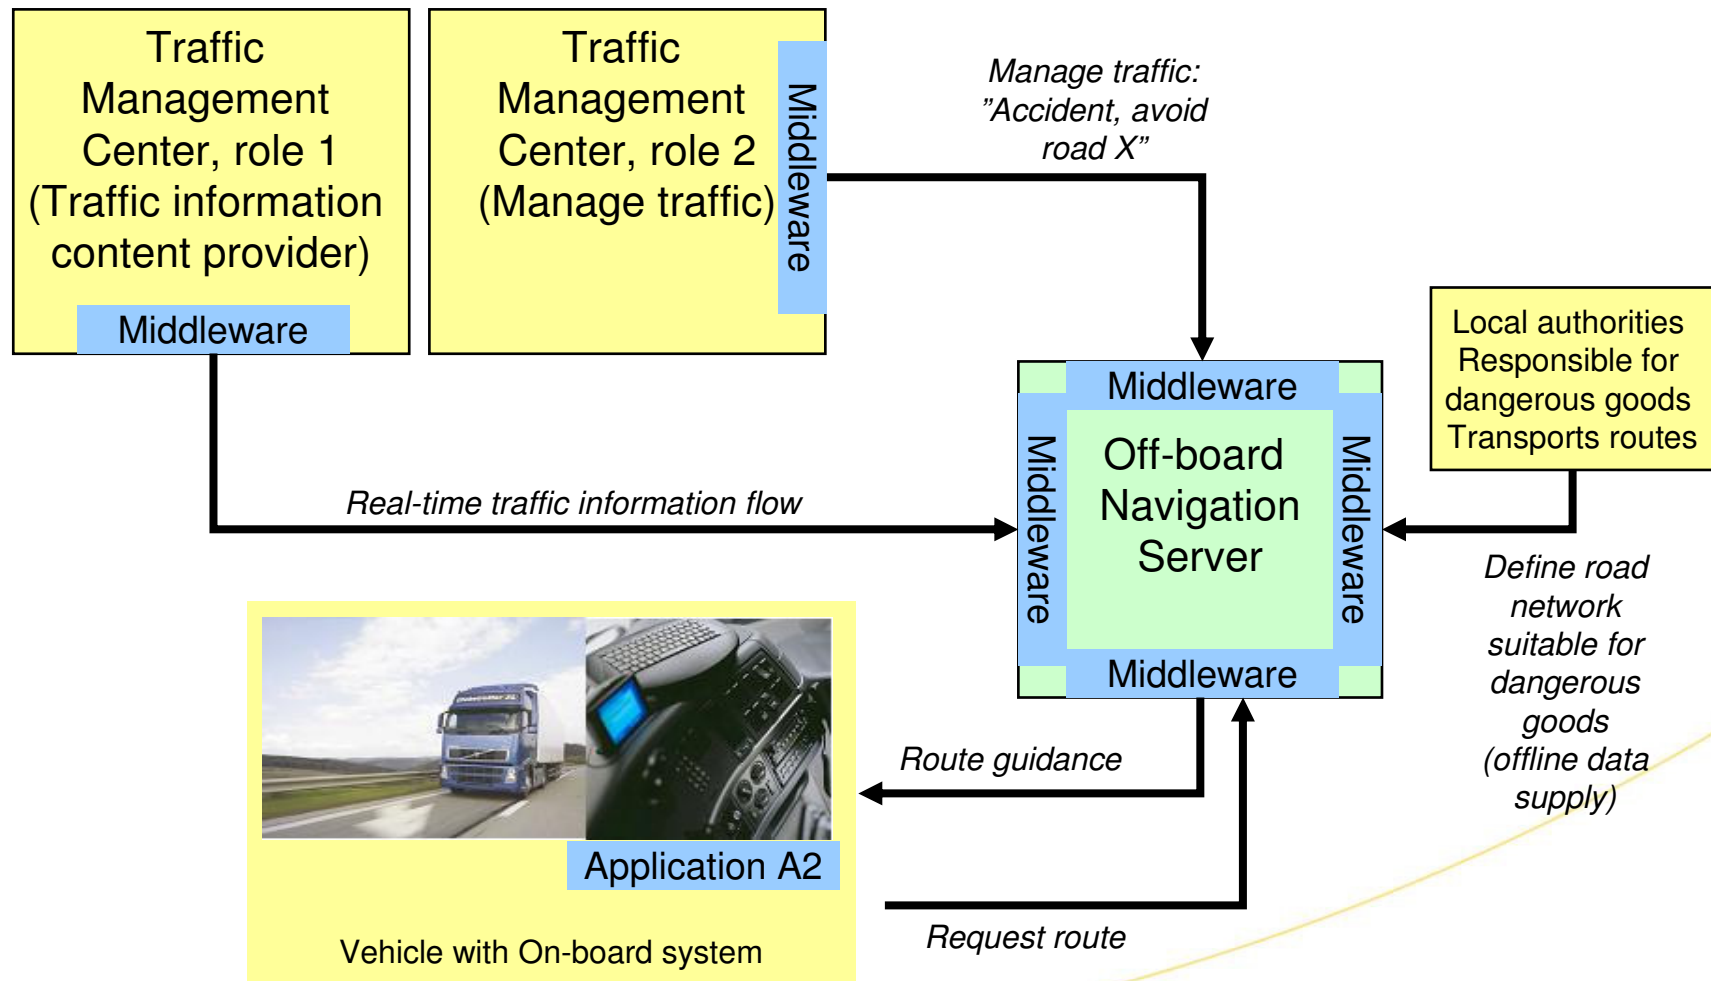 Traffic
Management
Center, role 1
(Traffic information
content provider)
Middleware
Traffic
Management
Center, role 2
(Manage traffic)
Middleware
Manage traffic:
”Accident, avoid
road X”
Local authorities
Responsible for
dangerous goods
Transports routes
Middleware
Middleware
Off-board
Navigation
Server
Middleware
Middleware
Real-time traffic information flow
Define road
network
suitable for
dangerous
goods
(offline data
supply)
Route guidance
Application A2
Request route
Vehicle with On-board system